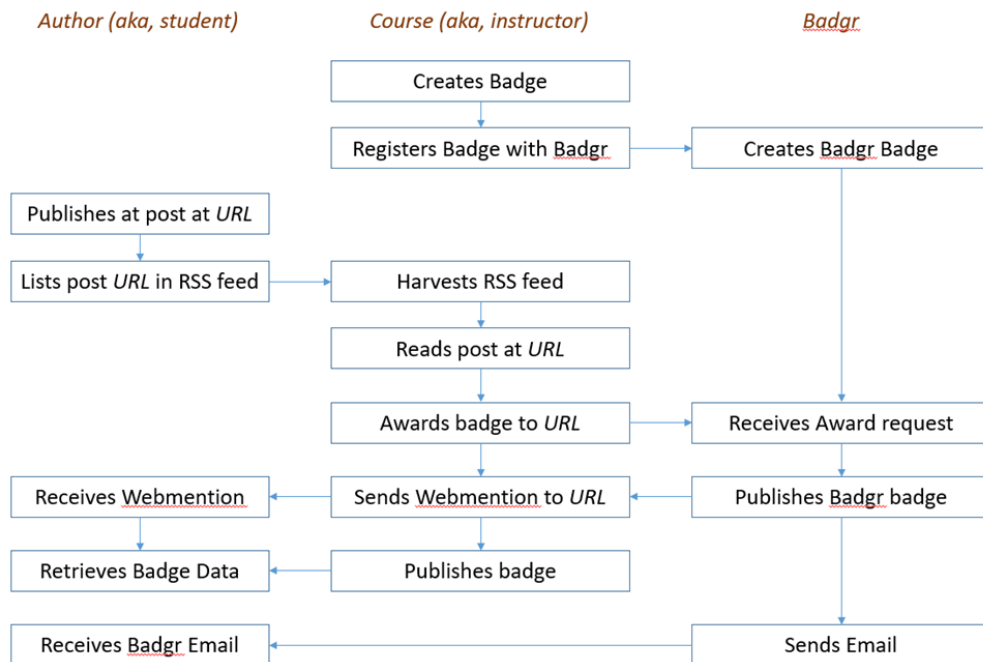 Author (aka, student) Course (aka, instructor) Badgr
Creates Badge
Registers Badge with Badgr Creates Badgr Badge
Publishes at post at URL
Lists post URL in RSS feed Harvests RSS feed
Reads post at URL
Awards badge to URL Receives Award request
Receives Webmention Sends Webmention to URL Publishes Badgr badge
Retrieves Badge Data Publishes badge
Receives Badgr Email Sends Email